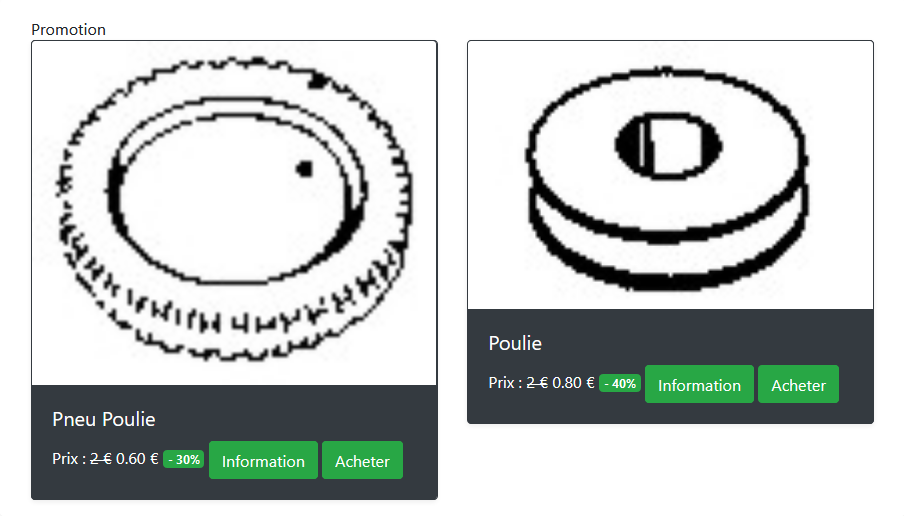 Promotion
Pneu Poulie
Prix : 2 € 0.60 € - 30% Information Acheter
Poulie
Prix : 2 € 0.80 € - 40% Information Acheter